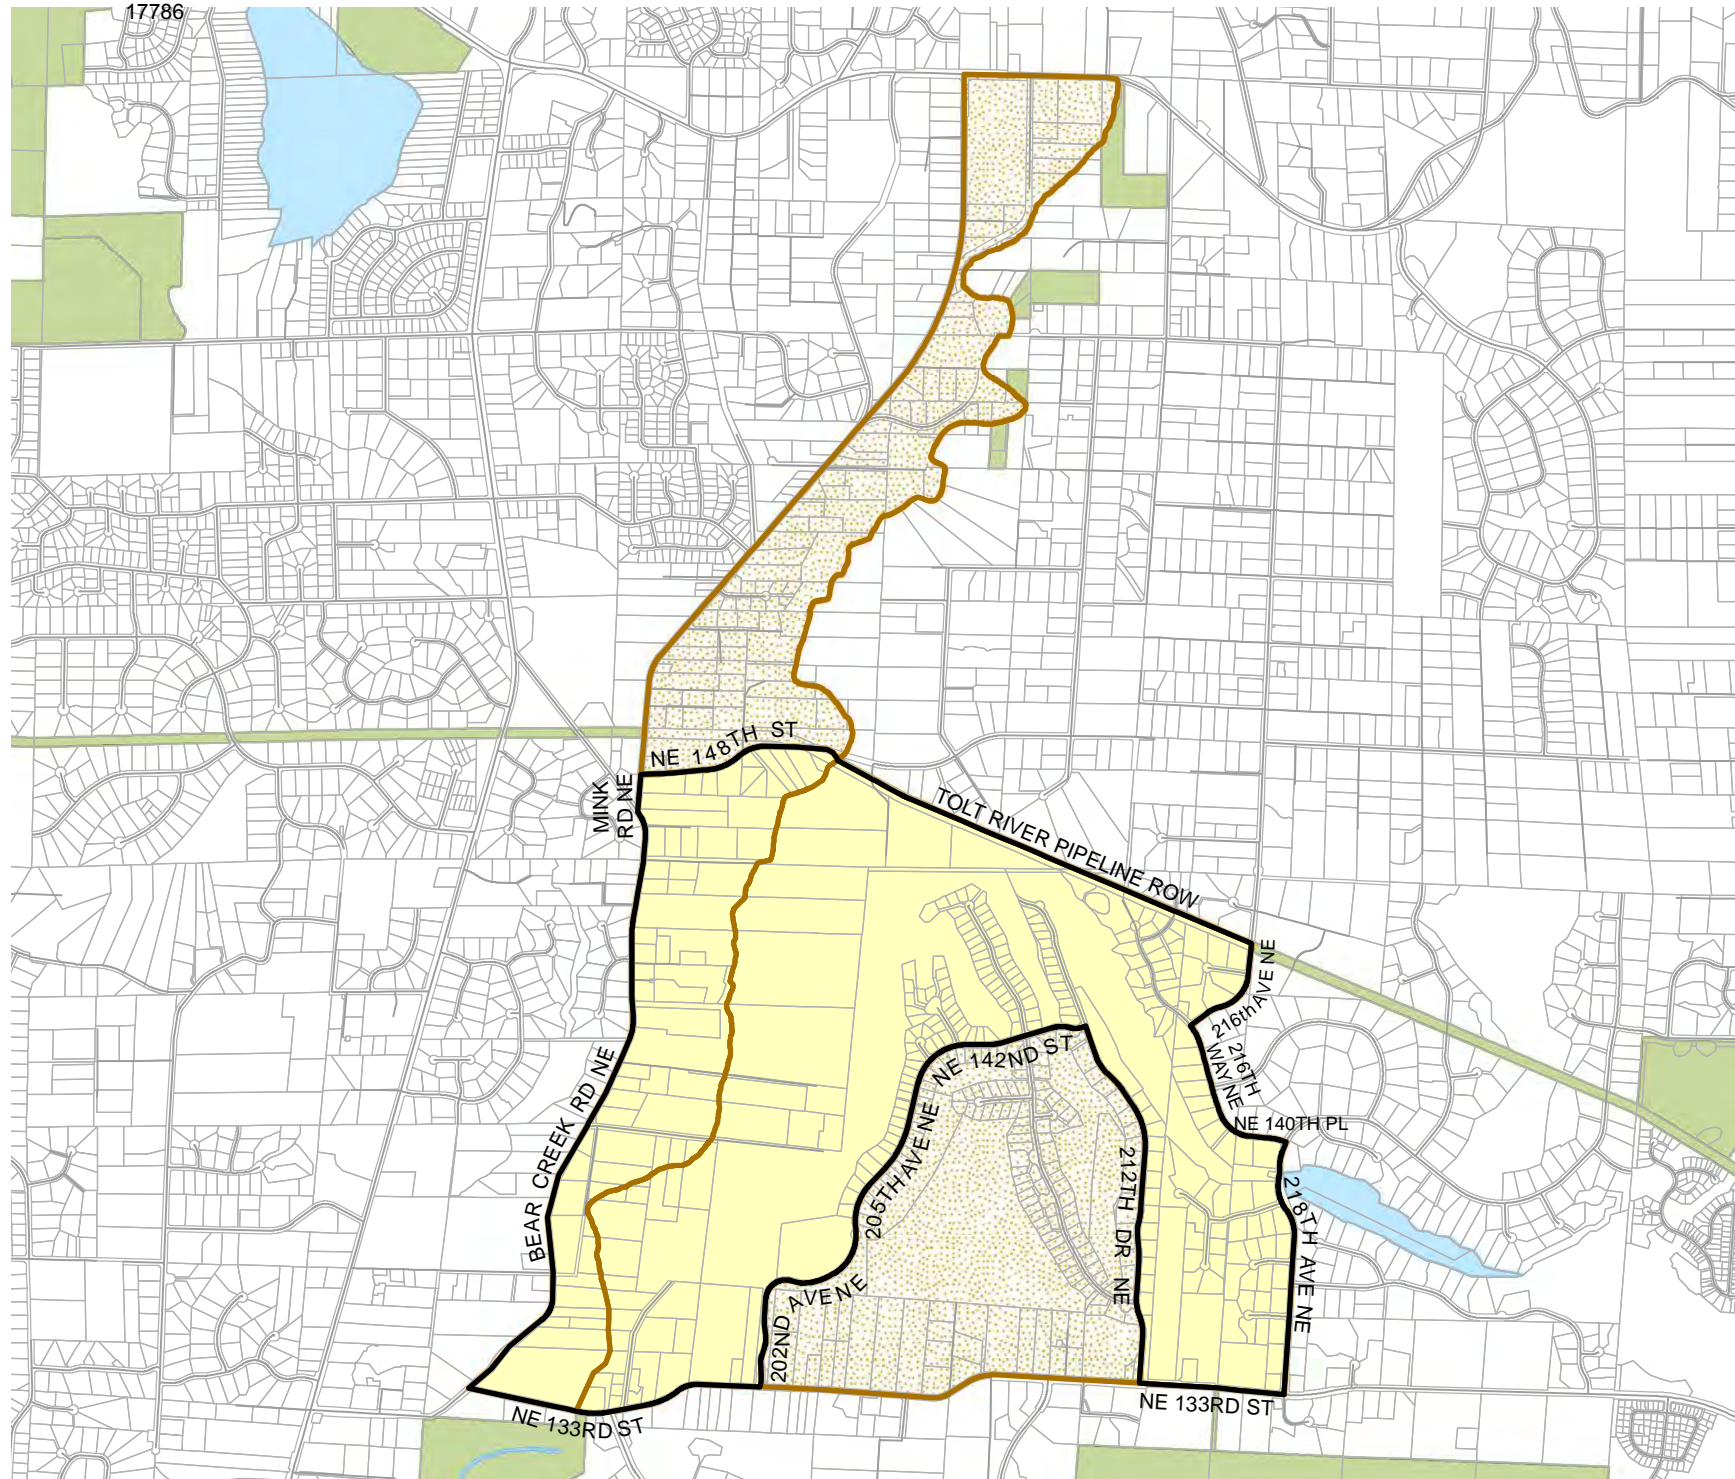 17786
NE 148TH ST
MINK
RD NE
TOLT RIVER PIPELINE ROW
216th AVE NE
216TH
WAY NE
NE 142ND ST
BEAR CREEK RD NE
205TH AVE NE
NE 140TH PL
212TH DR NE
218TH AVE NE
202ND AVE NE
NE 133RD ST
NE 133RD ST